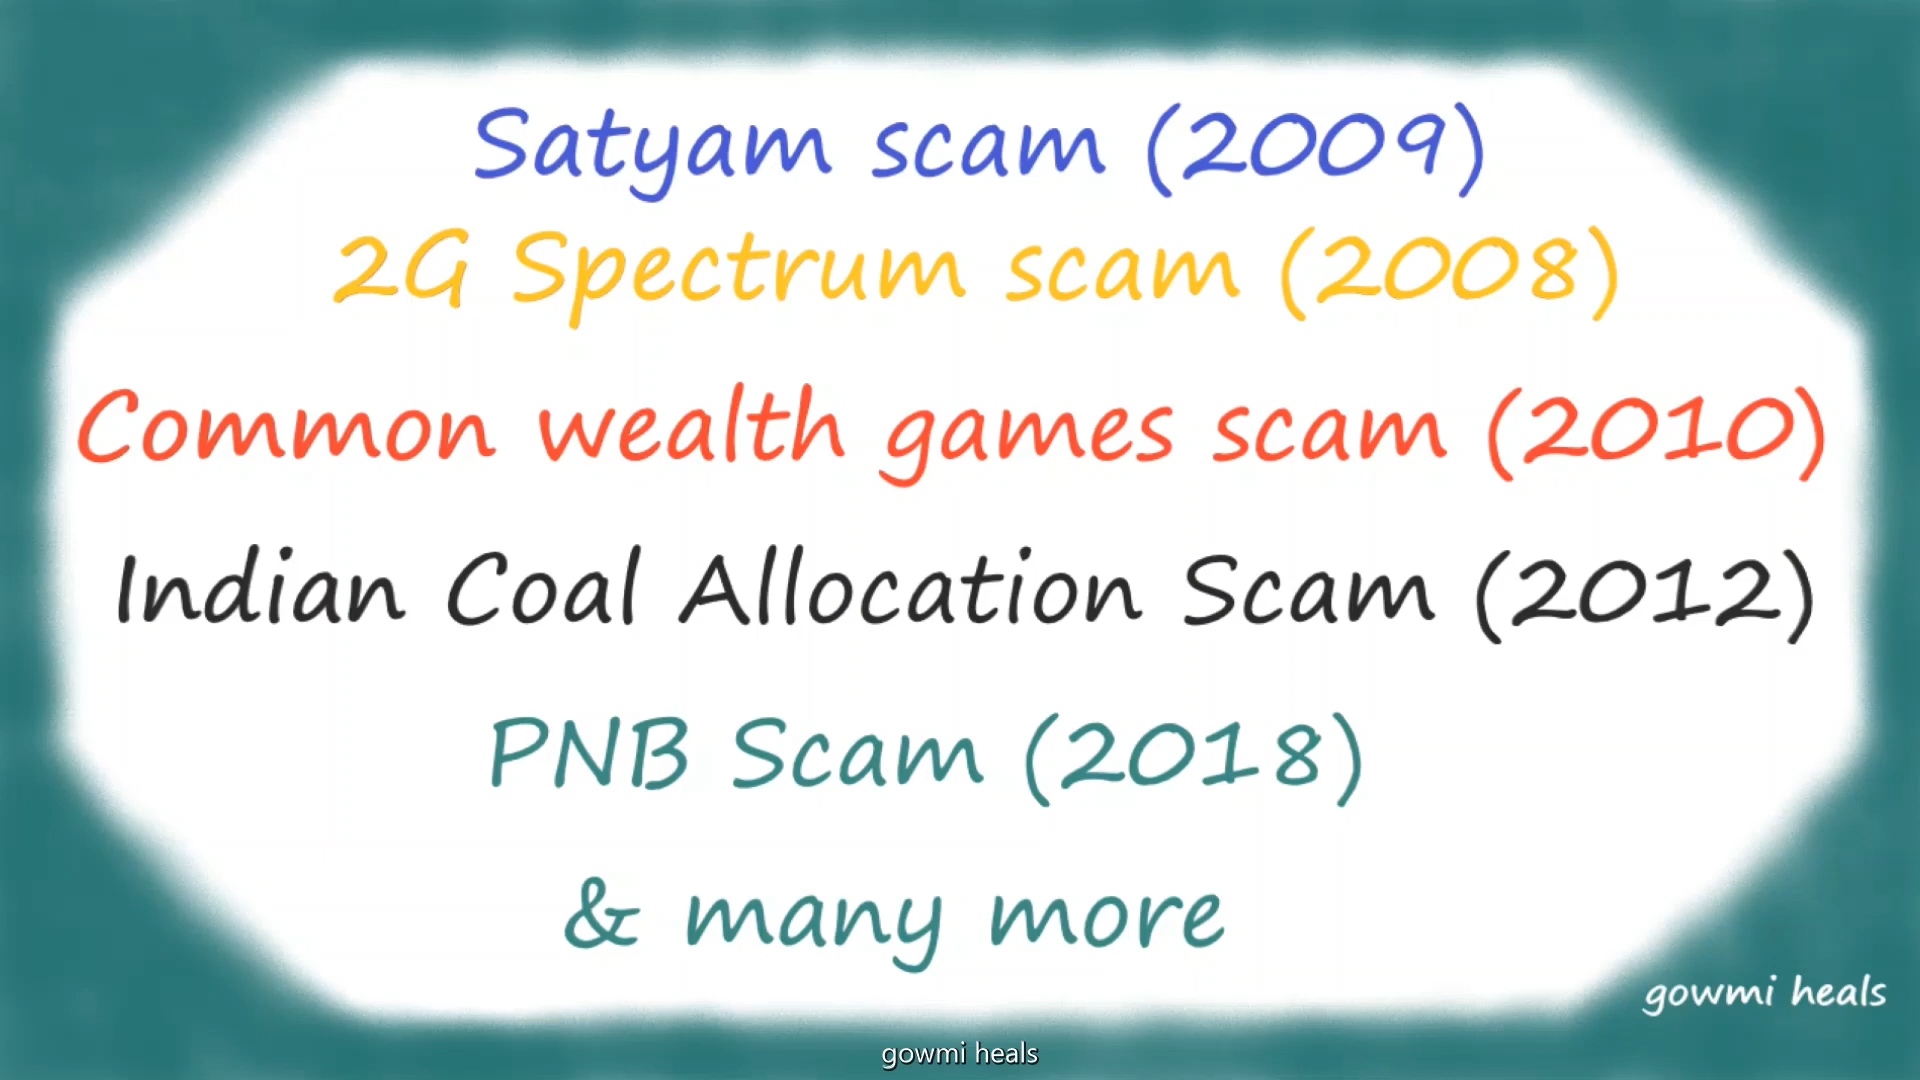 Satyam scam (2009)
2G Spectrum scam (2008)
Common wealth games scam (2010)
Indian Coal Allocation Scam (2012)
PNB Scam (2018)
& many more
gowmi heals
gowmi heals